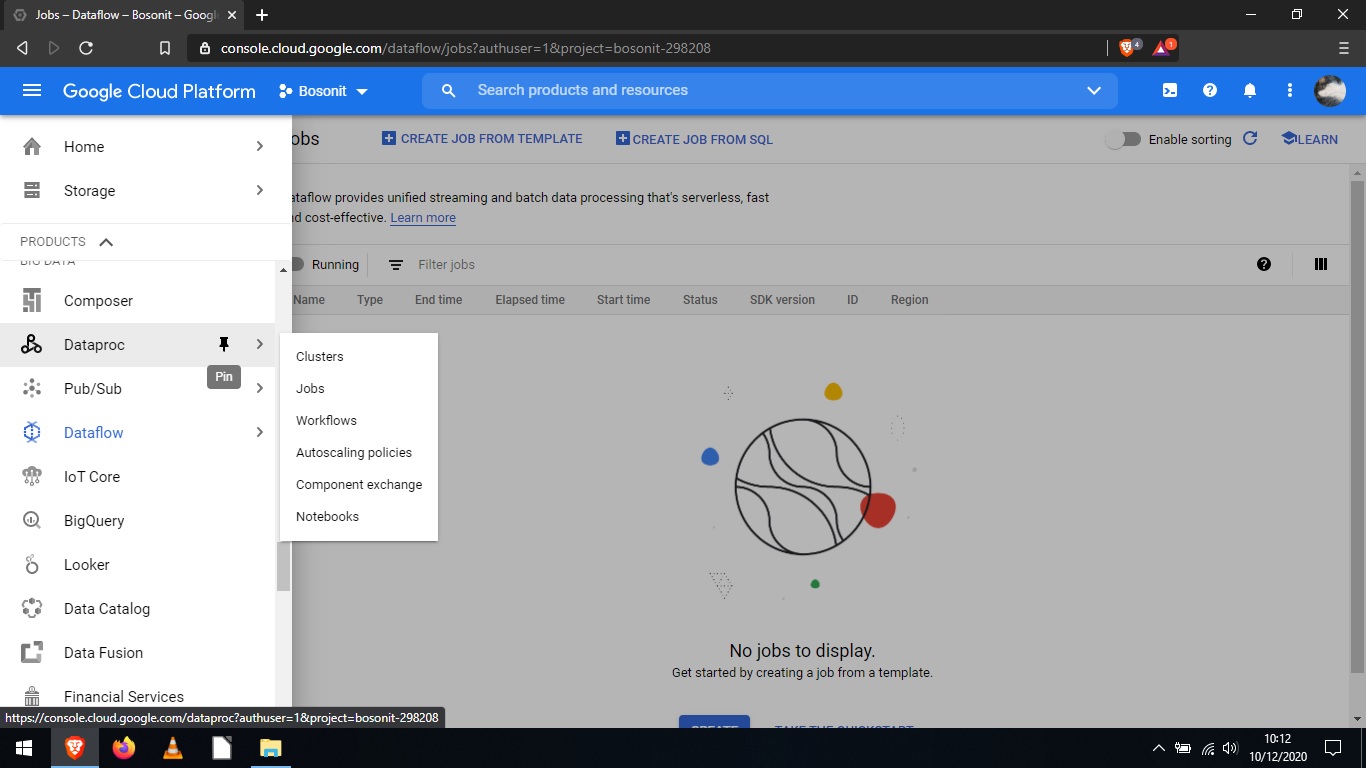 Jobs – Dataflow – Bosonit – Googl
console.cloud.google.com/dataflow/jobs?authuser=1&project=bosonit-298208
4
1
Google Cloud Platform
Bosonit
Search products and resources
Home
Storage
PRODUCTS
BIG DATA
Composer
Dataproc
Pin
Pub/Sub
Dataflow
IoT Core
BigQuery
Looker
Data Catalog
Data Fusion
Financial Services
Clusters
Jobs
Workflows
Autoscaling policies
Component exchange
Notebooks
obs
CREATE JOB FROM TEMPLATE
CREATE JOB FROM SQL
Enable sorting
LEARN
ataflow provides unified streaming and batch data processing that's serverless, fast
nd cost-effective. Learn more
Running
Filter jobs
Name Type End time Elapsed time Start time Status SDK version ID Region
No jobs to display.
Get started by creating a job from a template.
CREATE
TAKE THE QUICKSTART
https://console.cloud.google.com/dataproc?authuser=1&project=bosonit-298208
10:12
10/12/2020